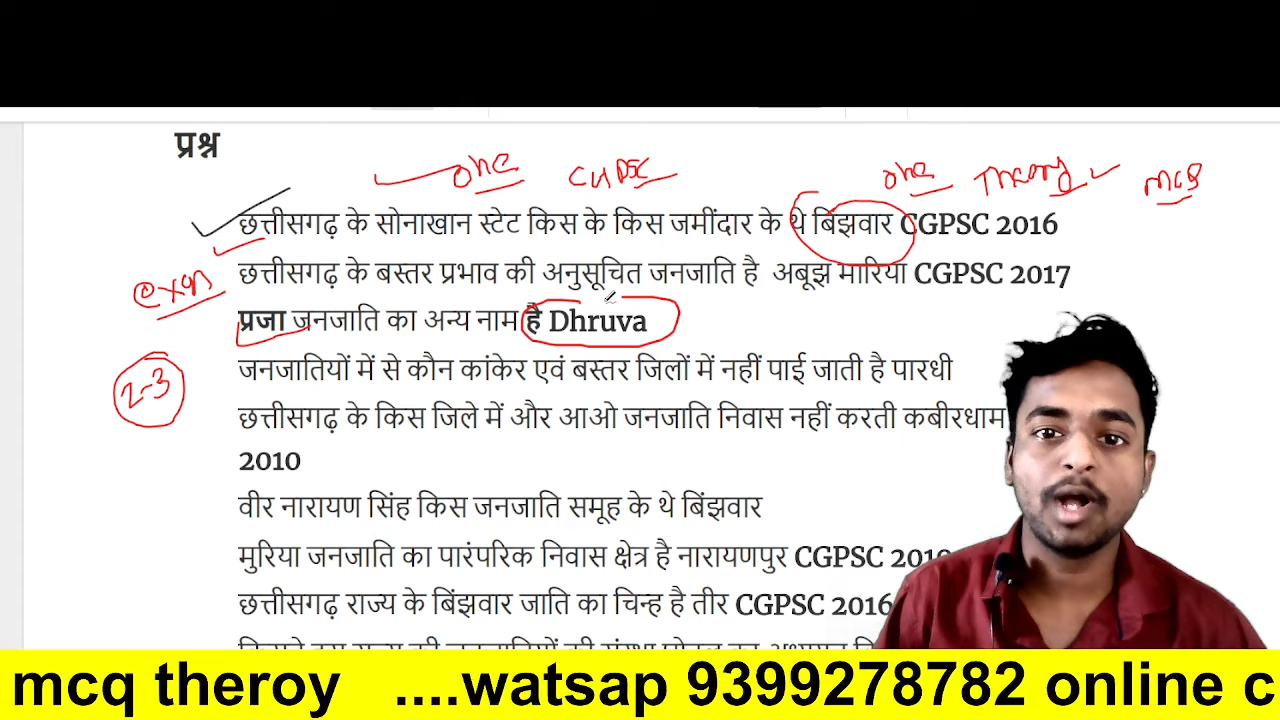 प्रश्न
one CGPSC one Theory mcq
छत्तीसगढ़ के सोनाखान स्टेट किस के किस जमींदार के थे बिंझवार CGPSC 2016
exon
छत्तीसगढ़ के बस्तर प्रभाव की अनुसूचित जनजाति है अबूझ मारिया CGPSC 2017
प्रजा जनजाति का अन्य नाम है Dhruva
2-3
जनजातियों में से कौन कांकेर एवं बस्तर जिलों में नहीं पाई जाती है पारधी
छत्तीसगढ़ के किस जिले में और आओ जनजाति निवास नहीं करती कबीरधाम
2010
वीर नारायण सिंह किस जनजाति समूह के थे बिंझवार
मुरिया जनजाति का पारंपरिक निवास क्षेत्र है नारायणपुर CGPSC
छत्तीसगढ़ राज्य के बिंझवार जाति का चिन्ह है तीर CGPSC 2016
mcq theroy ....watsap 9399278782 online c